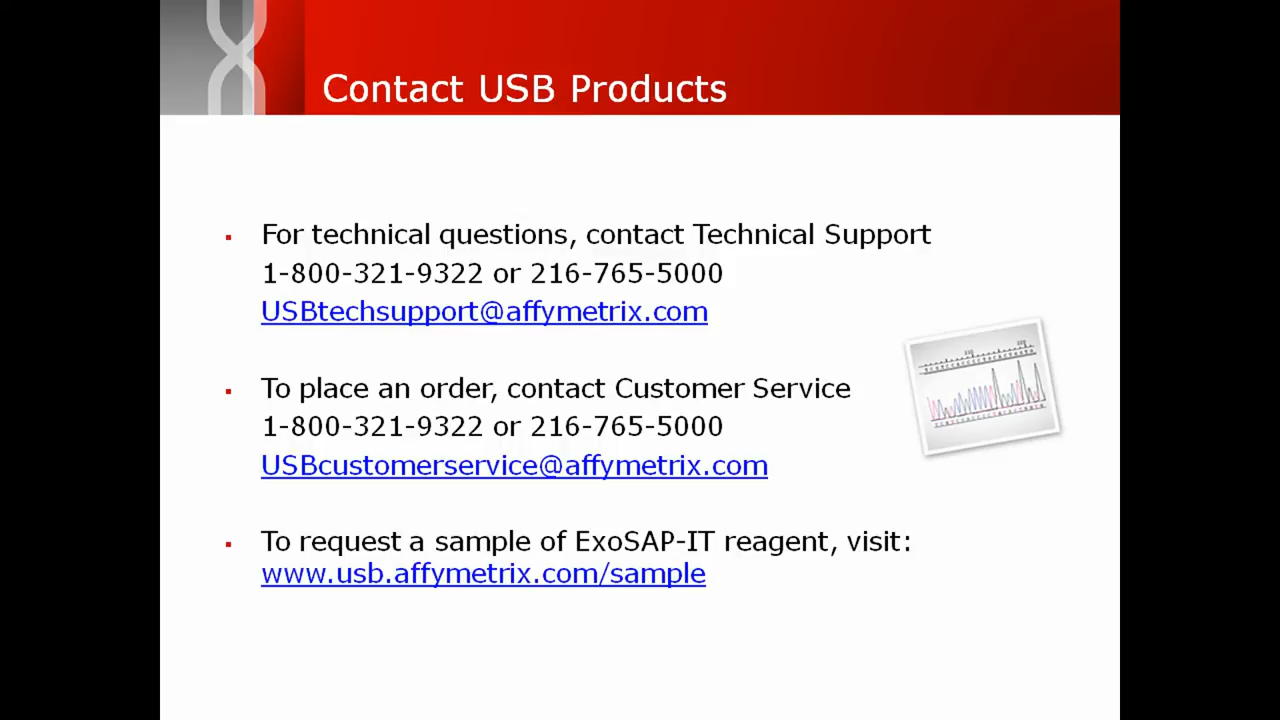 Contact USB Products
For technical questions, contact Technical Support
1-800-321-9322 or 216-765-5000
USBtechsupport@affymetrix.com
To place an order, contact Customer Service
1-800-321-9322 or 216-765-5000
USBcustomerservice@affymetrix.com
To request a sample of ExoSAP-IT reagent, visit:
www.usb.affymetrix.com/sample